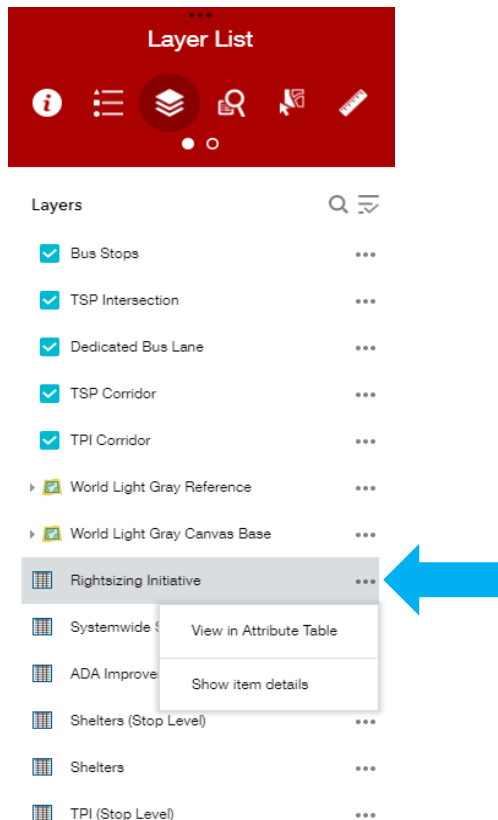 Layer List
Layers
Bus Stops
TSP Intersection
Dedicated Bus Lane
TSP Corridor
TPI Corridor
World Light Gray Reference
World Light Gray Canvas Base
Rightsizing Initiative
Systemwide
View in Attribute Table
ADA
Show item details
Shelters (Stop Level)
Shelters
TPI (Stop Level)